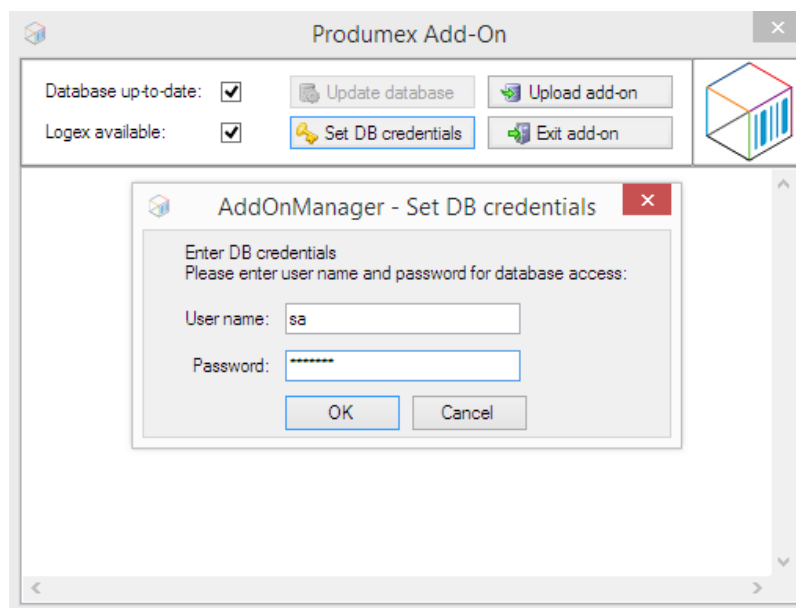 Produmex Add-On
Database up-to-date:
Update database
Upload add-on
Logex available:
Set DB credentials
Exit add-on
AddOnManager - Set DB credentials
Enter DB credentials
Please enter user name and password for database access:
User name: sa
Password: *******
OK
Cancel